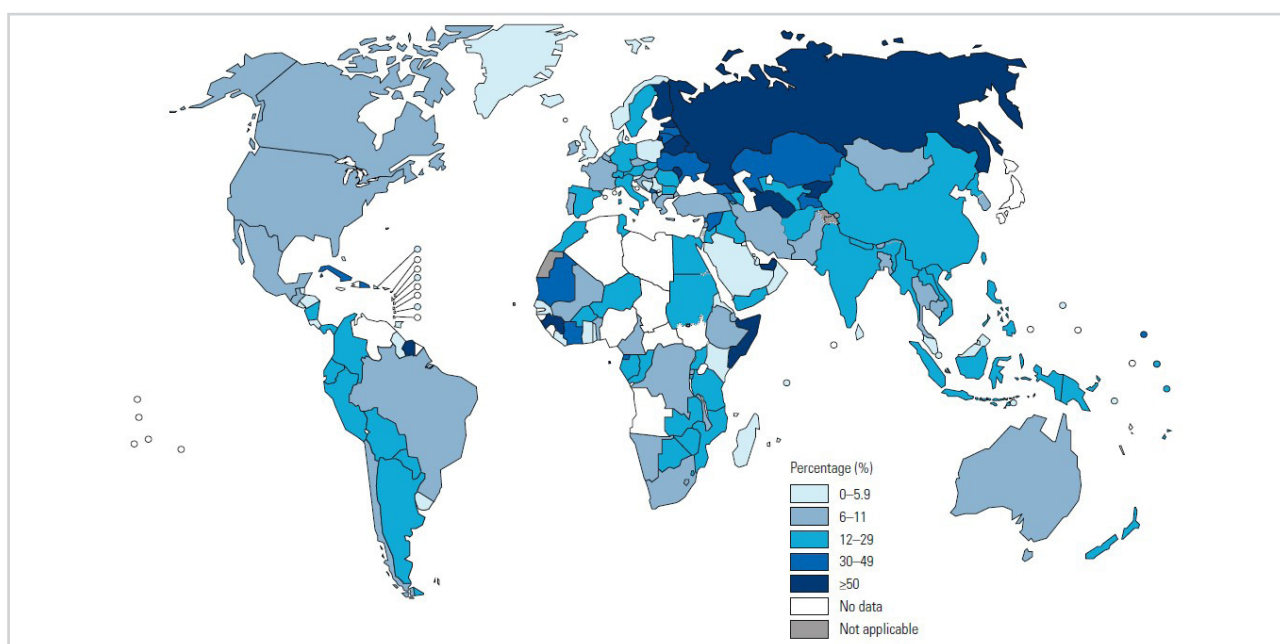 Percentage (%)
0–5.9
6–11
12–29
30–49
≥50
No data
Not applicable